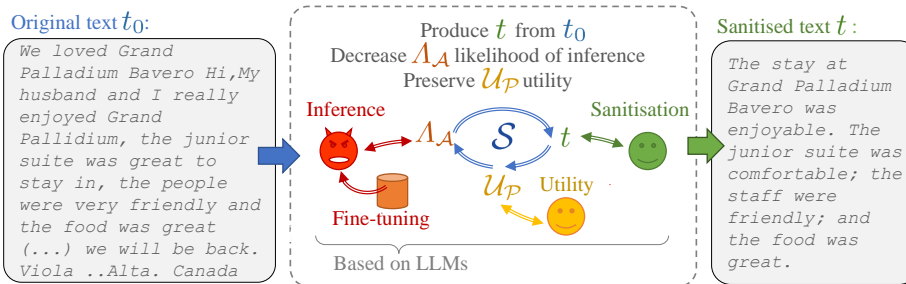 Original text t₀:
We loved Grand
Palladium Bavero Hi,My
husband and I really
enjoyed Grand
Pallidium, the junior
suite was great to
stay in, the people
were very friendly and
the food was great
(...) we will be back.
Viola ..Alta. Canada
Produce t from t₀
Decrease Λ_𝒜 likelihood of inference
Preserve 𝒰_𝒫 utility
Inference
Sanitisation
Λ_𝒜
𝒮
t
𝒰_𝒫
Utility
Fine-tuning
Based on LLMs
Sanitised text t :
The stay at
Grand Palladium
Bavero was
enjoyable. The
junior suite was
comfortable; the
staff were
friendly; and
the food was
great.